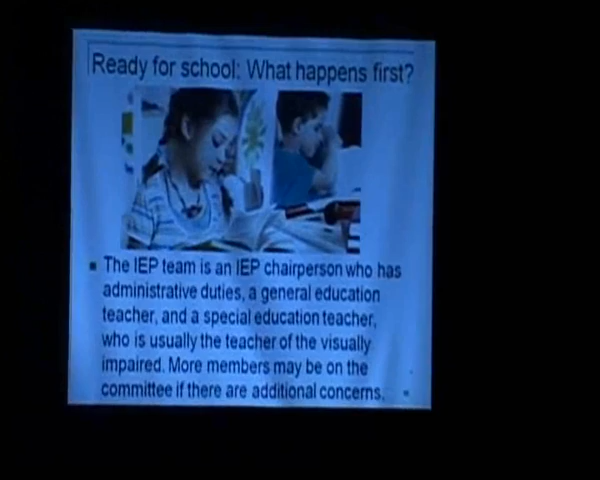 Ready for school: What happens first?
The IEP team is an IEP chairperson who has
administrative duties, a general education
teacher, and a special education teacher,
who is usually the teacher of the visually
impaired. More members may be on the
committee if there are additional concerns.